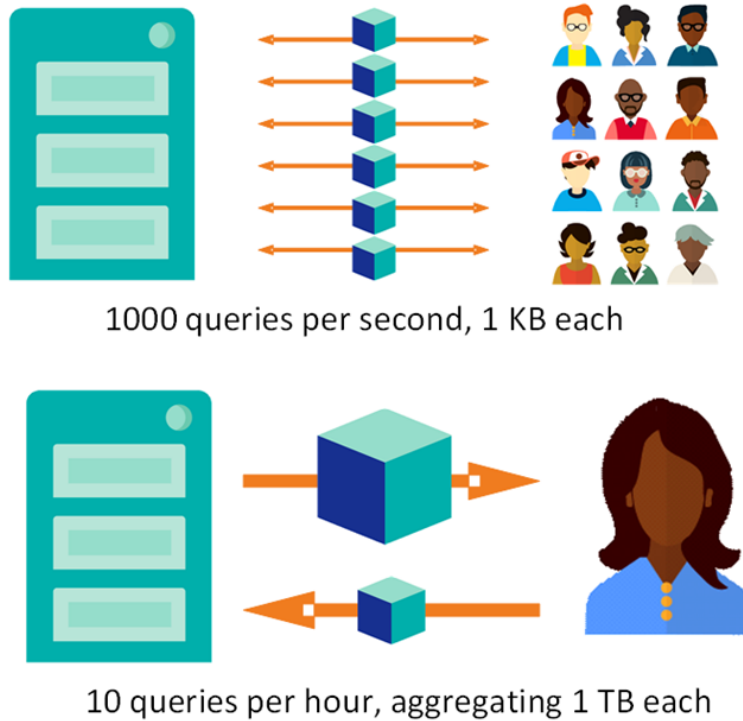 1000 queries per second, 1 KB each
10 queries per hour, aggregating 1 TB each